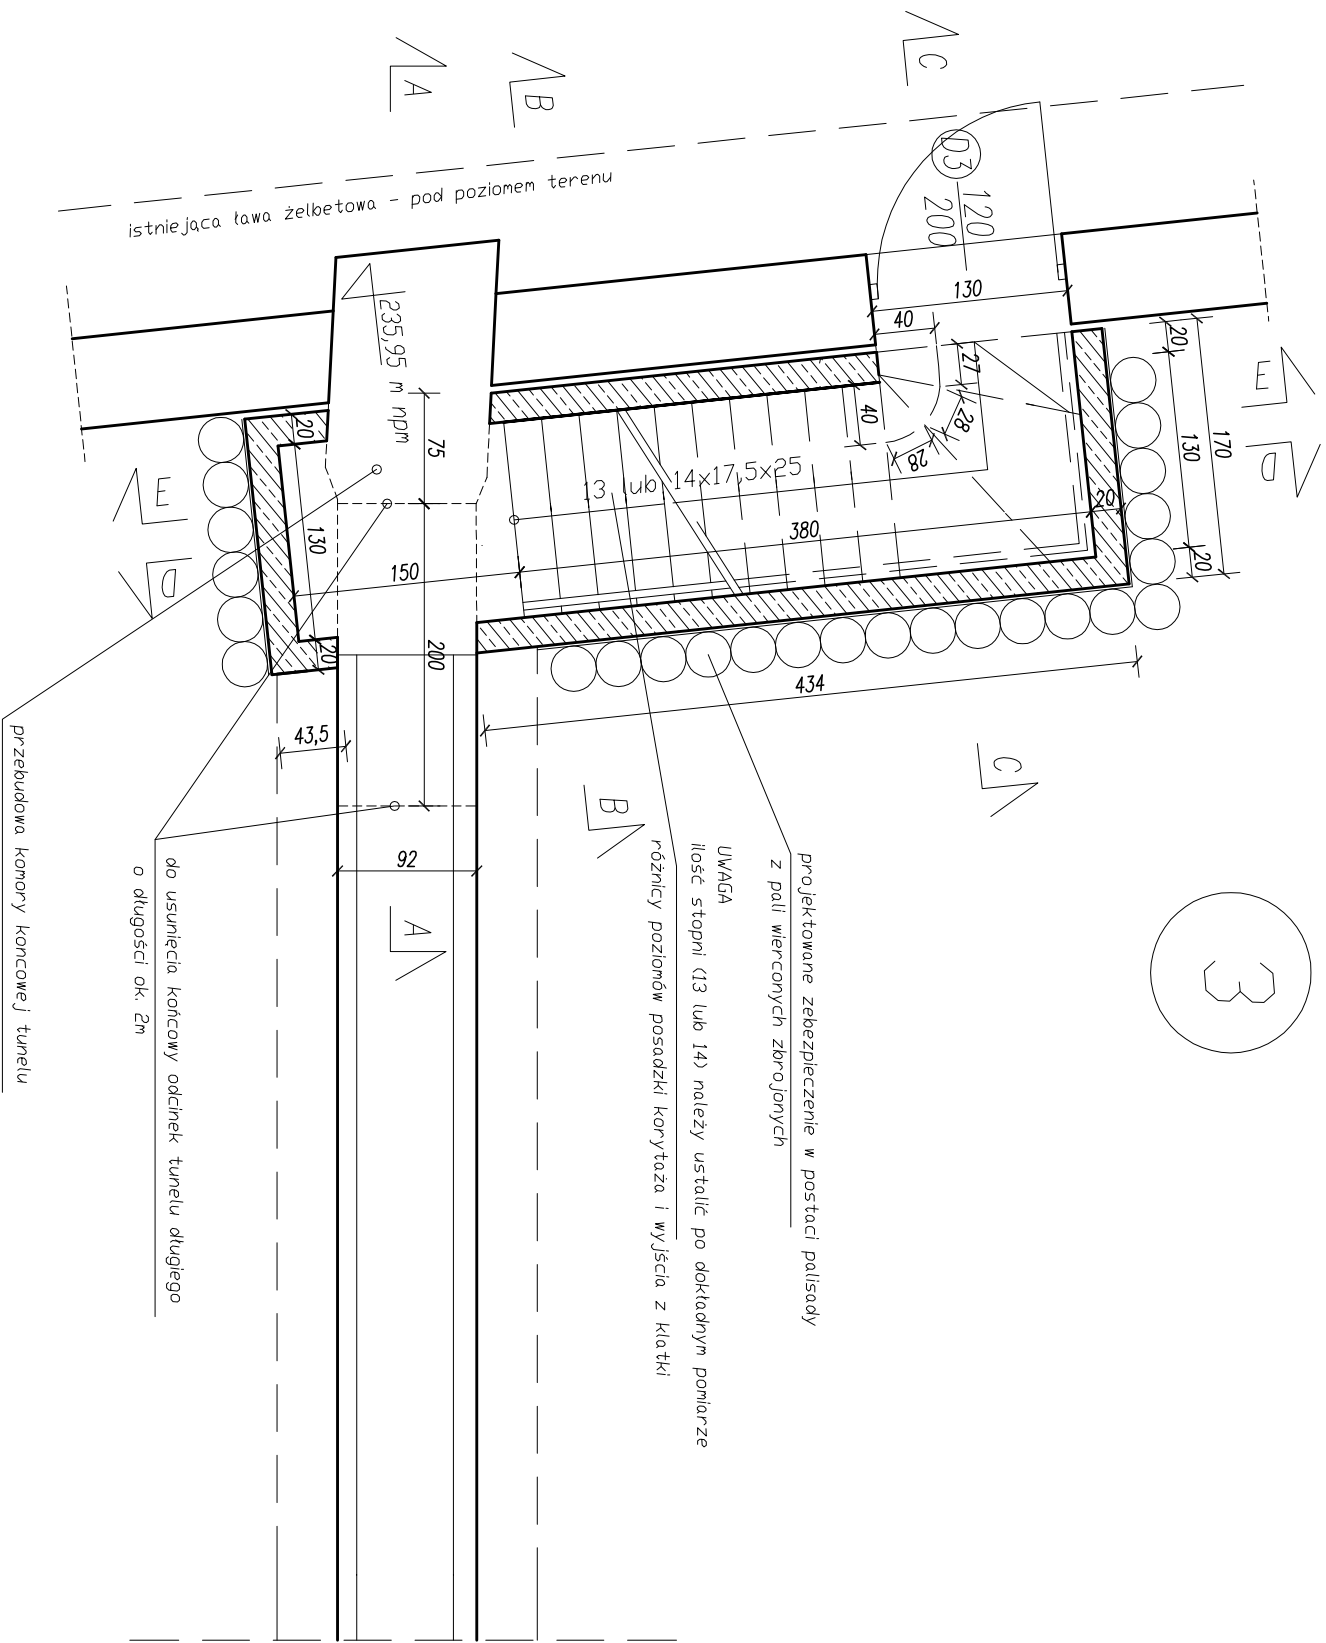 A
B
C
istniejąca ława żelbetowa - pod poziomem terenu
D3
120
200
235,95 m npm
130
40
27
28
28
40
20
130
170
20
E
D
13 lub 14x17,5x25
380
20
75
20
130
150
20
200
E
D
434
43,5
92
A
B
C
3
projektowane zebezpieczenie w postaci palisady
z pali wierconych zbrojonych
UWAGA
ilość stopni (13 lub 14) należy ustalić po dokładnym pomiarze
różnicy poziomów posadzki korytaża i wyjścia z klatki
do usunięcia końcowy odcinek tunelu długiego
o długości ok. 2m
przebudowa komory koncowej tunelu